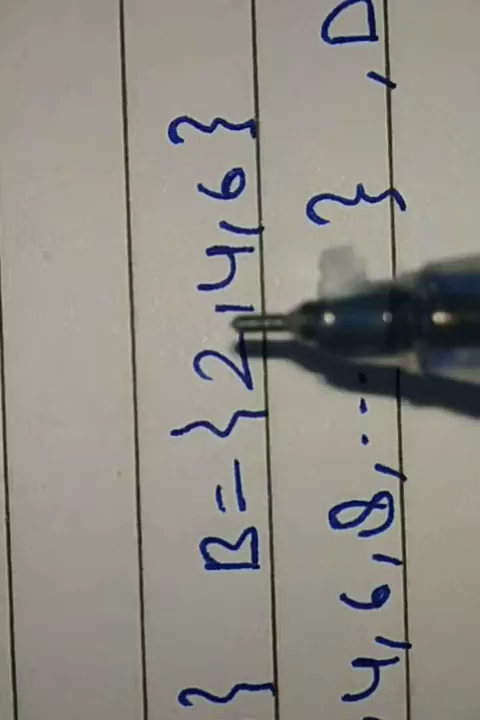 } B = {2, 4, 6}
, 4, 6, 8, ... } , D